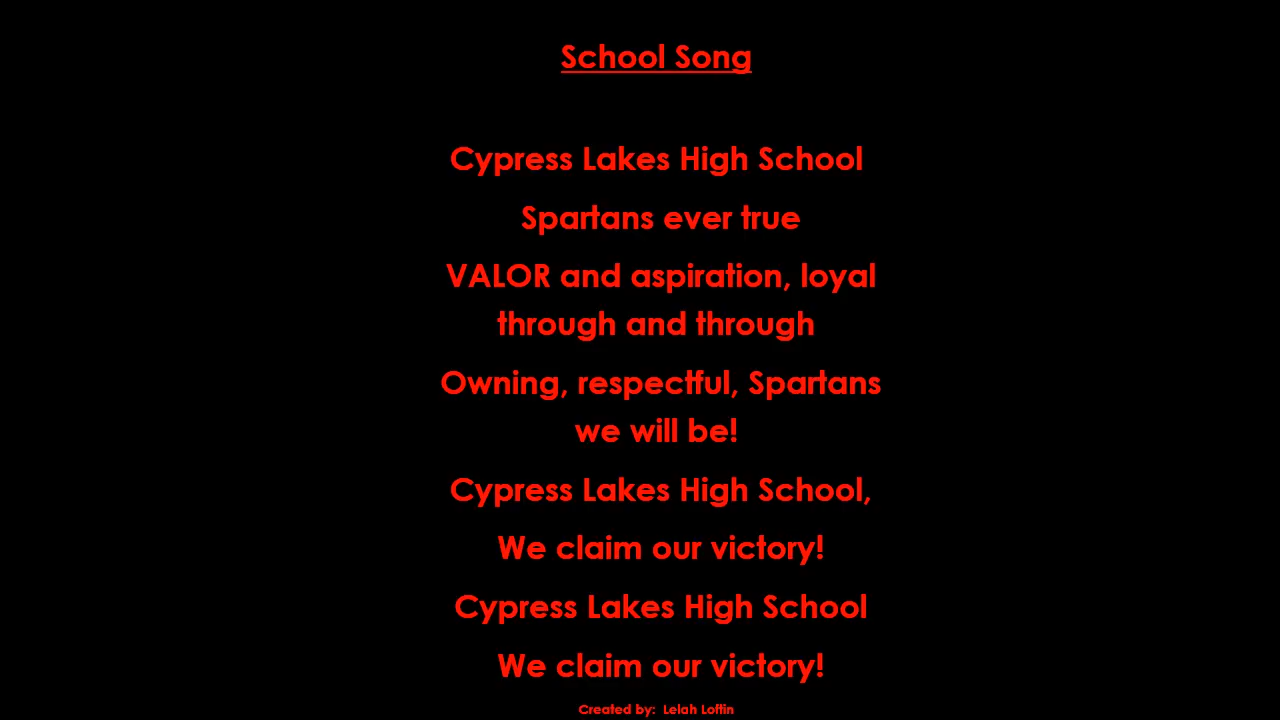 School Song
Cypress Lakes High School
Spartans ever true
VALOR and aspiration, loyal
through and through
Owning, respectful, Spartans
we will be!
Cypress Lakes High School,
We claim our victory!
Cypress Lakes High School
We claim our victory!
Created by: Lelah Loftin